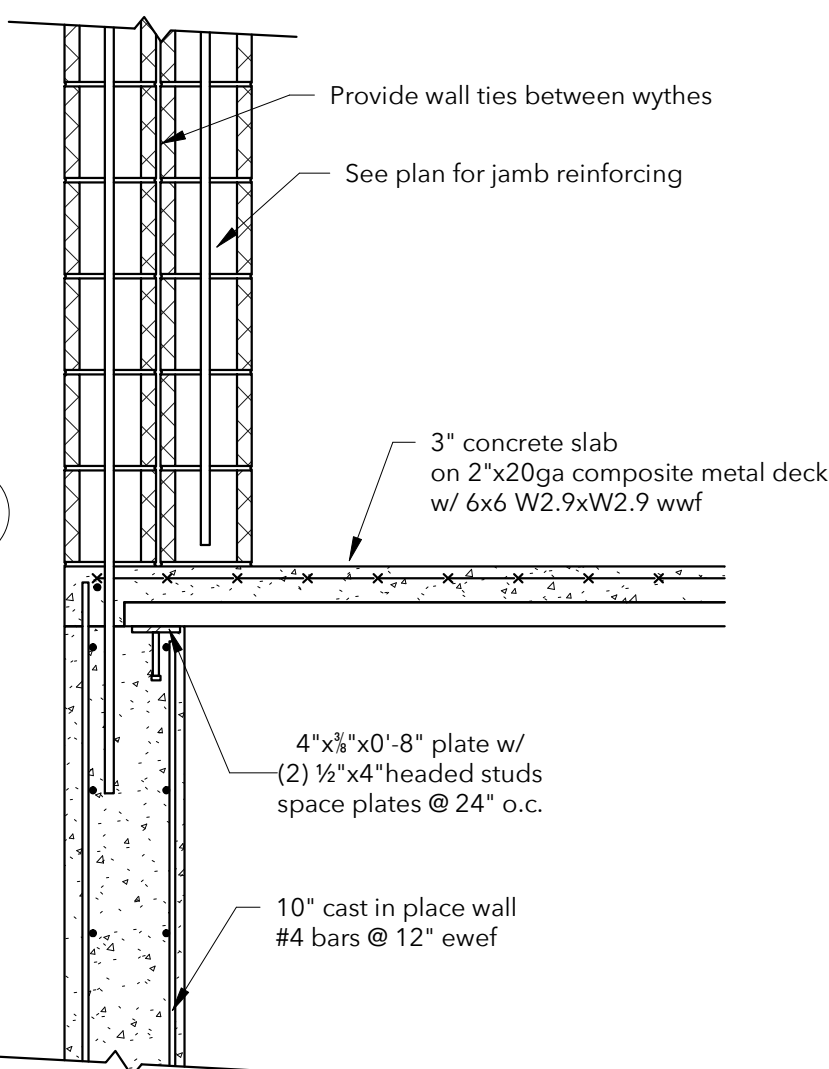 Provide wall ties between wythes
See plan for jamb reinforcing
3" concrete slab
on 2"x20ga composite metal deck
w/ 6x6 W2.9xW2.9 wwf
4"x⅜"x0'-8" plate w/
(2) ½"x4"headed studs
space plates @ 24" o.c.
10" cast in place wall
#4 bars @ 12" ewef